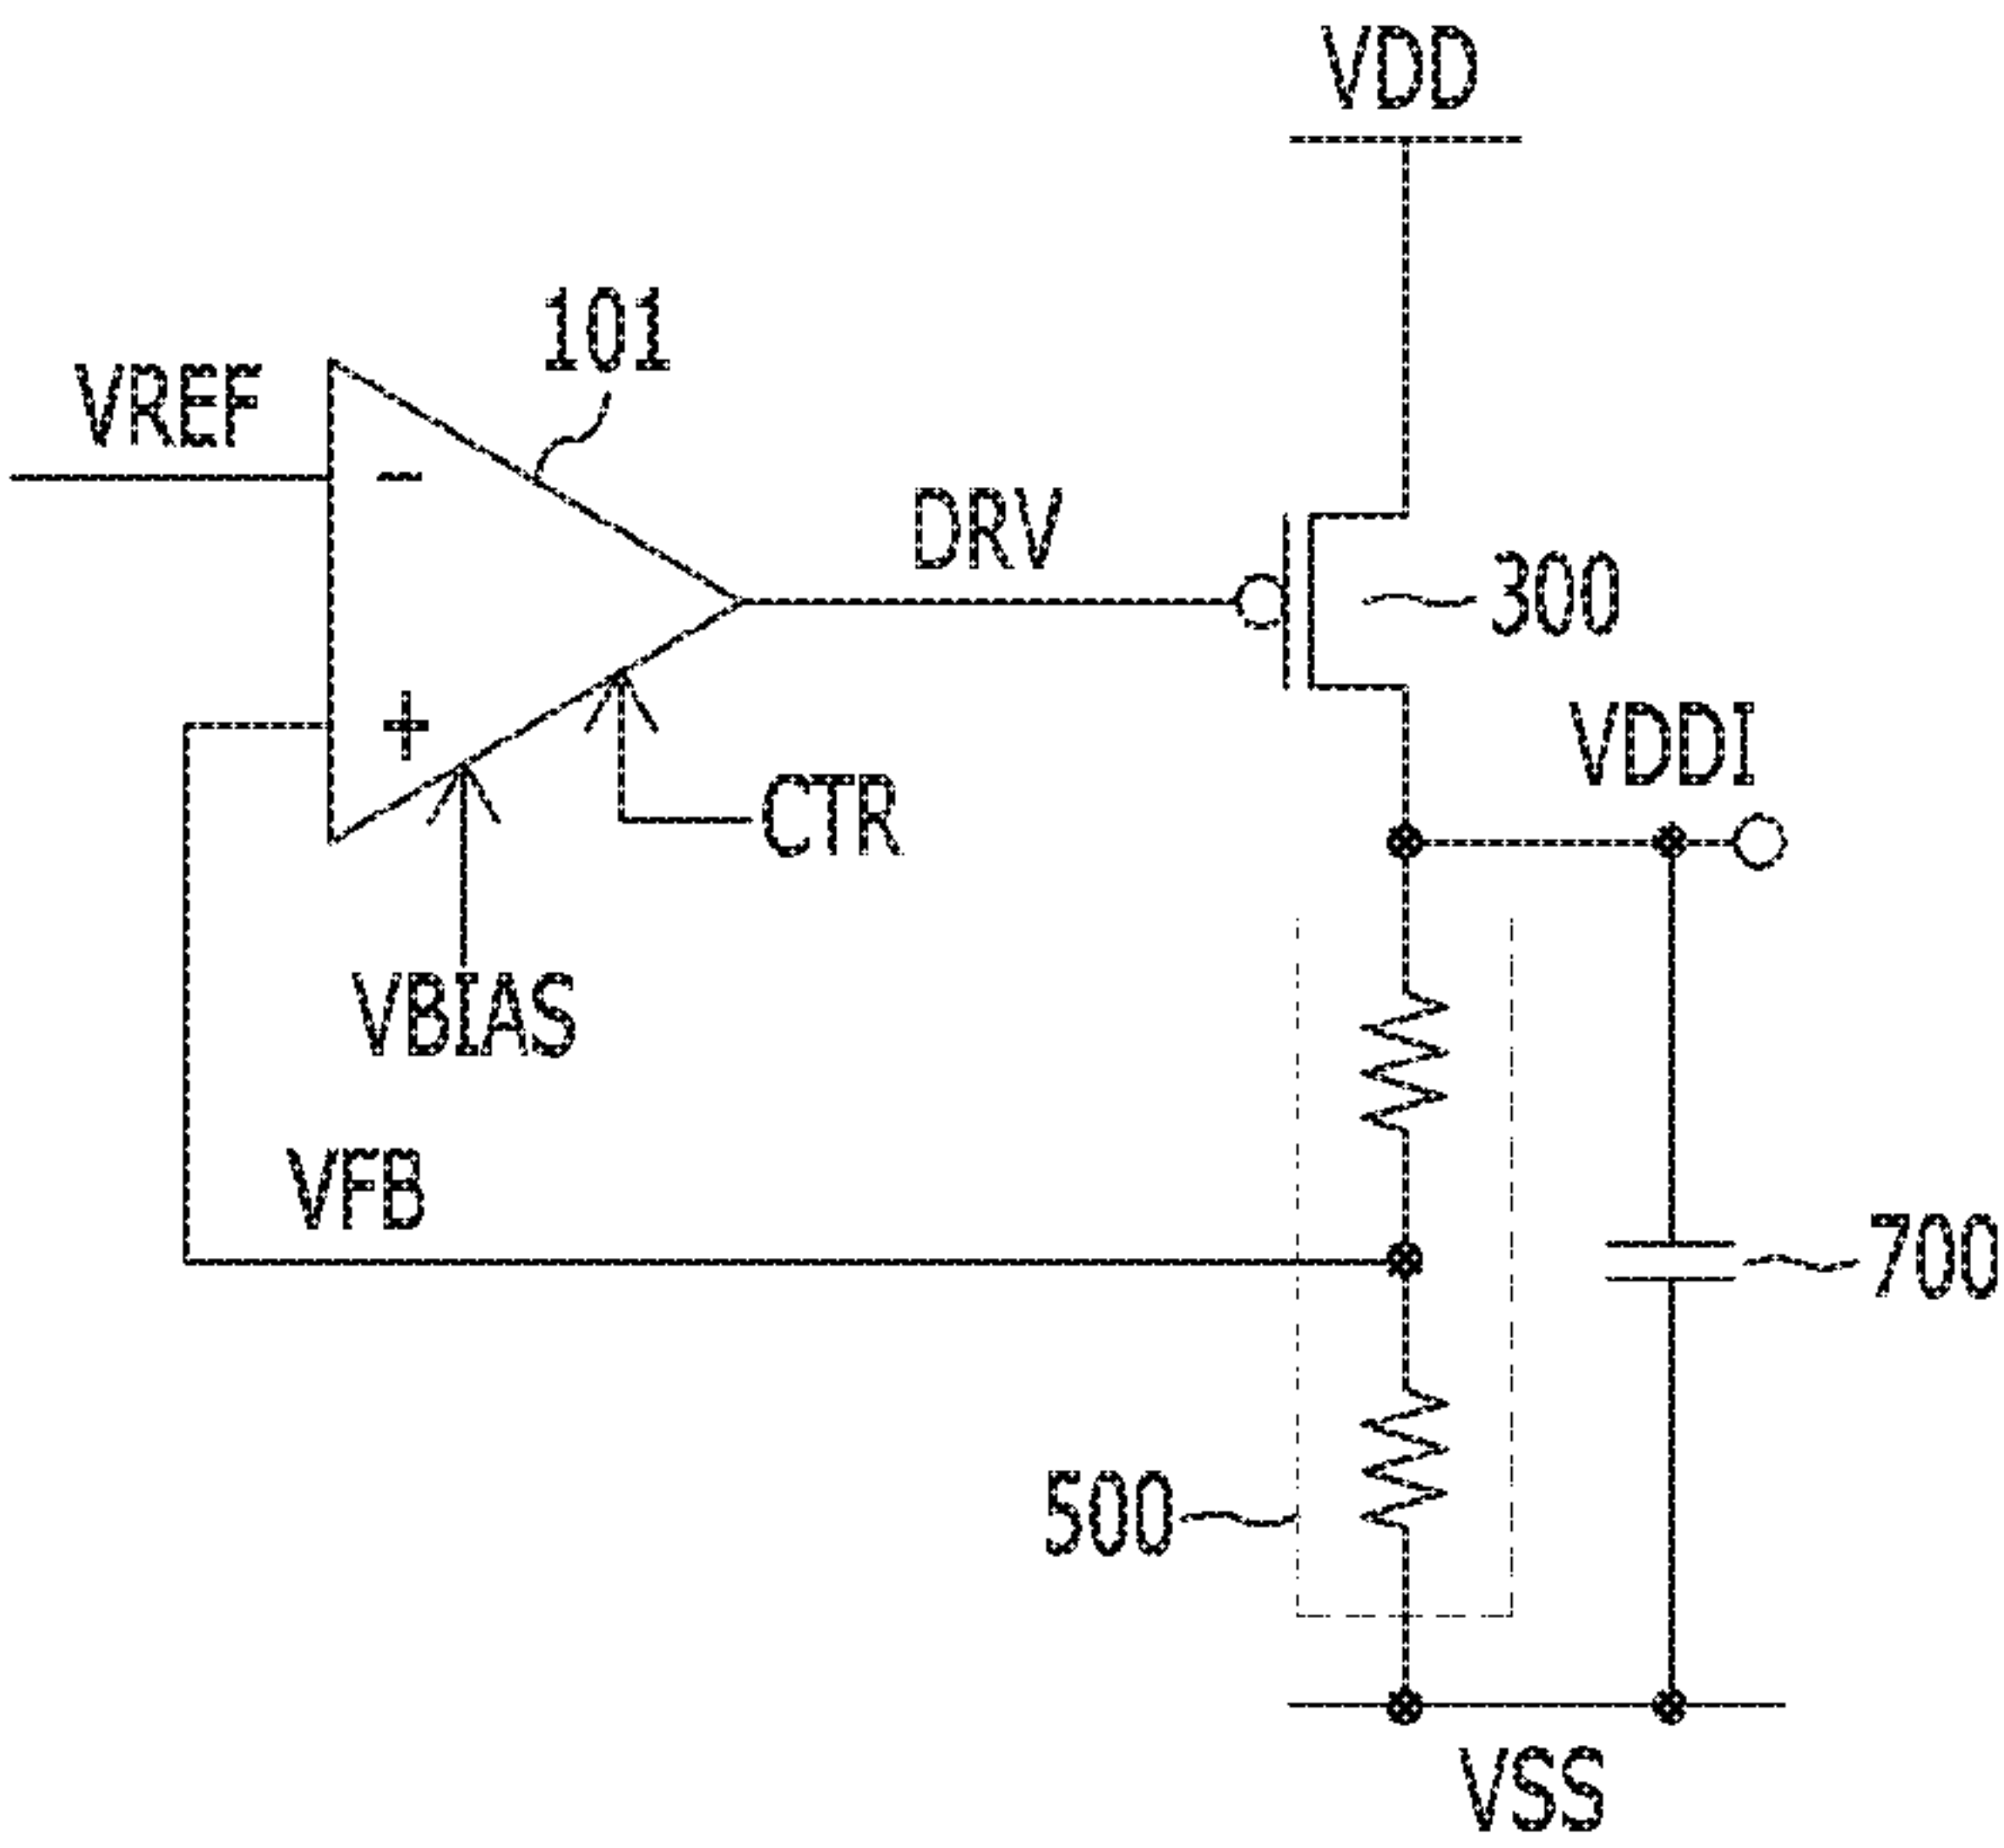 VDD
101
VREF
-
DRV
300
+
VDDI
CTR
VBIAS
VFB
700
500
VSS